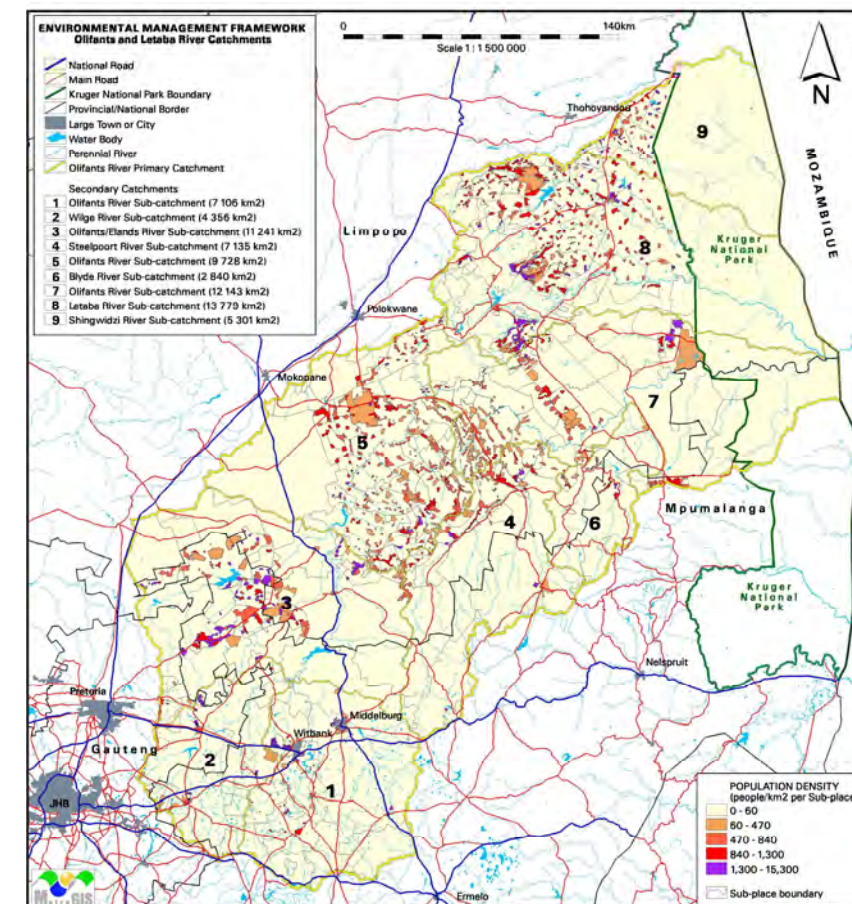 ENVIRONMENTAL MANAGEMENT FRAMEWORK
Olifants and Letaba River Catchments
National Road
Main Road
Kruger National Park Boundary
Provincial/National Border
Large Town or City
Water Body
Perennial River
Olifants River Primary Catchment
Secondary Catchments
1 Olifants River Sub-catchment (7 106 km2)
2 Wilge River Sub-catchment (4 356 km2)
3 Olifants/Elands River Sub-catchment (11 241 km2)
4 Steelpoort River Sub-catchment (7 135 km2)
5 Olifants River Sub-catchment (9 728 km2)
6 Blyde River Sub-catchment (2 840 km2)
7 Olifants River Sub-catchment (12 143 km2)
8 Letaba River Sub-catchment (13 779 km2)
9 Shingwidzi River Sub-catchment (5 301 km2)
0 140km
Scale 1 : 1 500 000
N
Thohoyandou
9
MOZAMBIQUE
Limpopo
8
Kruger
National
Park
Polokwane
Mokopane
7
5
4
6
Mpumalanga
3
Kruger
National
Park
Nelspruit
Pretoria
Middelburg
Witbank
Gauteng
2
1
JHB
Ermelo
POPULATION DENSITY
(people/km2 per Sub-place)
0 - 60
60 - 470
470 - 840
840 - 1,300
1,300 - 15,300
Sub-place boundary